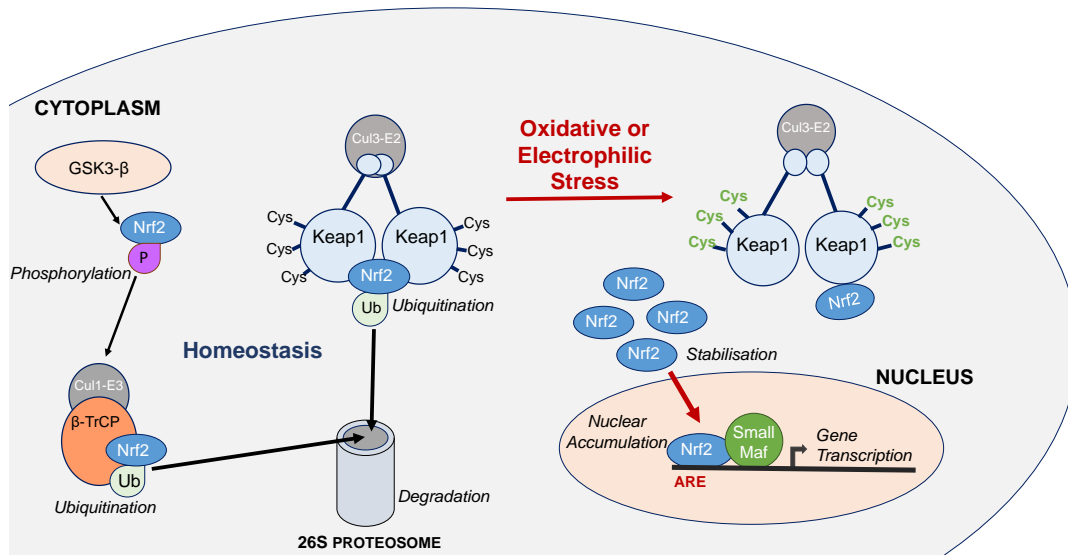 CYTOPLASM
GSK3-β
Nrf2
P
Phosphorylation
Cul1-E3
β-TrCP
Nrf2
Ub
Ubiquitination
Cul3-E2
Cys
Cys
Cys
Keap1
Keap1
Cys
Cys
Cys
Nrf2
Ub
Ubiquitination
Homeostasis
Degradation
26S PROTEOSOME
Oxidative or
Electrophilic
Stress
Cul3-E2
Cys
Cys
Cys
Keap1
Keap1
Cys
Cys
Cys
Nrf2
Nrf2
Nrf2
Nrf2
Nrf2
Stabilisation
NUCLEUS
Nuclear
Accumulation
Nrf2
Small
Maf
Gene
Transcription
ARE